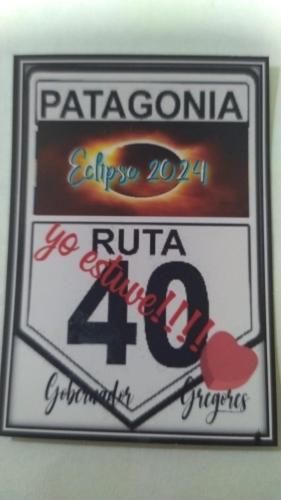 PATAGONIA
Eclipse 2024
RUTA
yo estuve!!!!
40
Gobernador Gregores